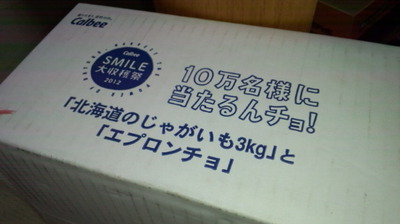 Calbee
Calbee
SMILE
大収穫祭
2012
10万名様に
当たるんチョ!
「北海道のじゃがいも3kg」と
「エプロンチョ」